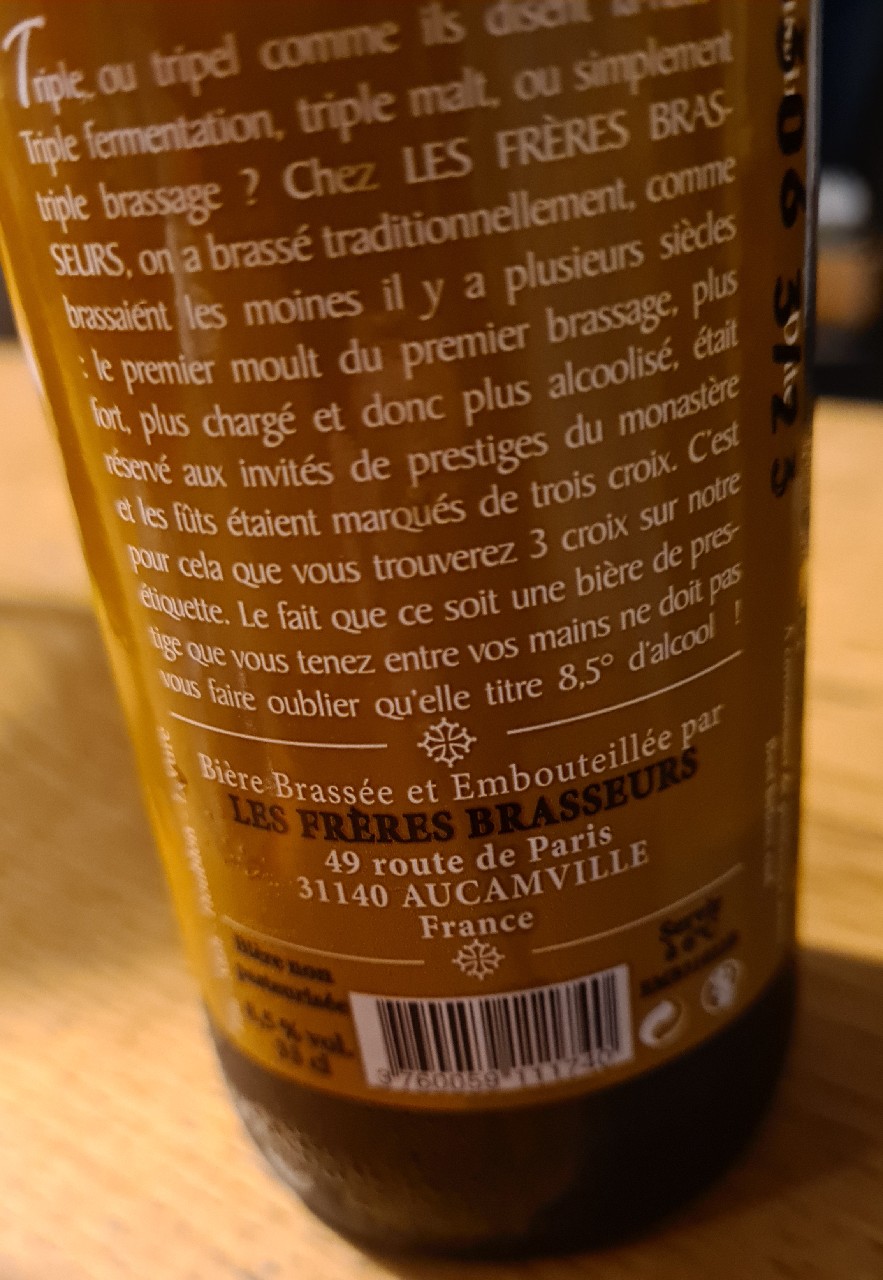 Triple, ou tripel comme ils disent
Triple fermentation, triple malt, ou simplement
triple brassage ? Chez LES FRÈRES BRAS-
SEURS, on a brassé traditionnellement, comme
brassaient les moines il y a plusieurs siècles
: le premier moult du premier brassage, plus
fort, plus chargé et donc plus alcoolisé, était
réservé aux invités de prestiges du monastère
et les fûts étaient marqués de trois croix. C'est
pour cela que vous trouverez 3 croix sur notre
étiquette. Le fait que ce soit une bière de pres-
tige que vous tenez entre vos mains ne doit pas
vous faire oublier qu'elle titre 8,5° d'alcool !
Bière Brassée et Embouteillée par
LES FRÈRES BRASSEURS
49 route de Paris
31140 AUCAMVILLE
France
Bière non
pasteurisée
8,5 % vol.
33 cl
Servir
3 760059 111740